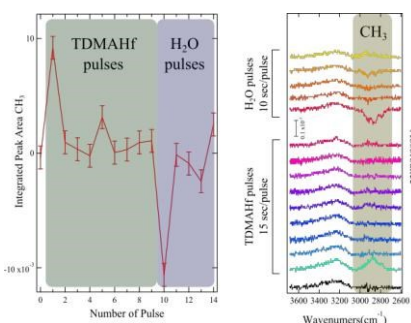 10
TDMAHf
pulses
H₂O
pulses
Integrated Peak Area CH₃
0
-10 x10⁻³
0 2 4 6 8 10 12 14
Number of Pulse
CH₃
H₂O pulses
10 sec/pulse
TDMAHf pulses
15 sec/pulse
3600 3400 3200 3000 2800 2600
Wavenumers(cm⁻¹)